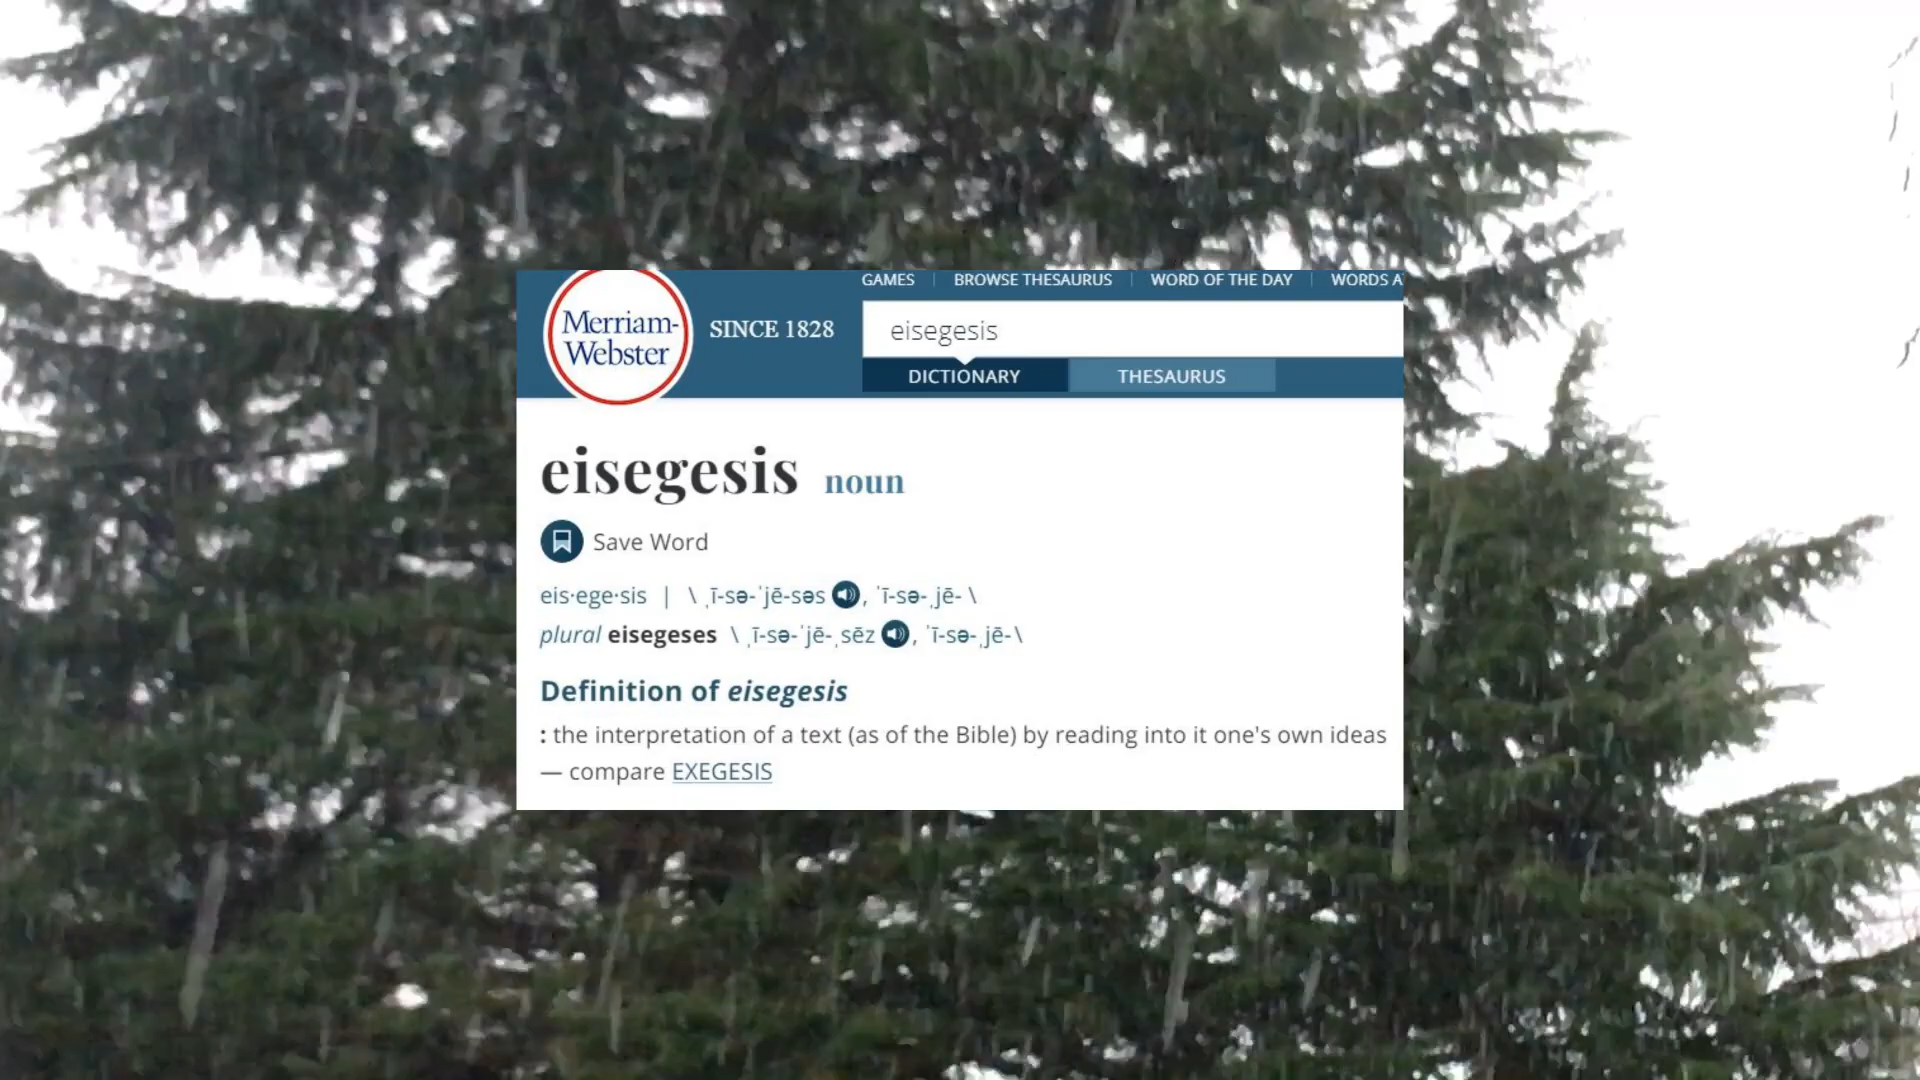 GAMES | BROWSE THESAURUS | WORD OF THE DAY | WORDS A
Merriam-
Webster
SINCE 1828
eisegesis
DICTIONARY THESAURUS
eisegesis noun
Save Word
eis·ege·sis | \ ˌī-sə-ˈjē-səs , ˈī-sə-ˌjē- \
plural eisegeses \ ˌī-sə-ˈjē-ˌsēz , ˈī-sə-ˌjē-\
Definition of eisegesis
: the interpretation of a text (as of the Bible) by reading into it one's own ideas
— compare EXEGESIS